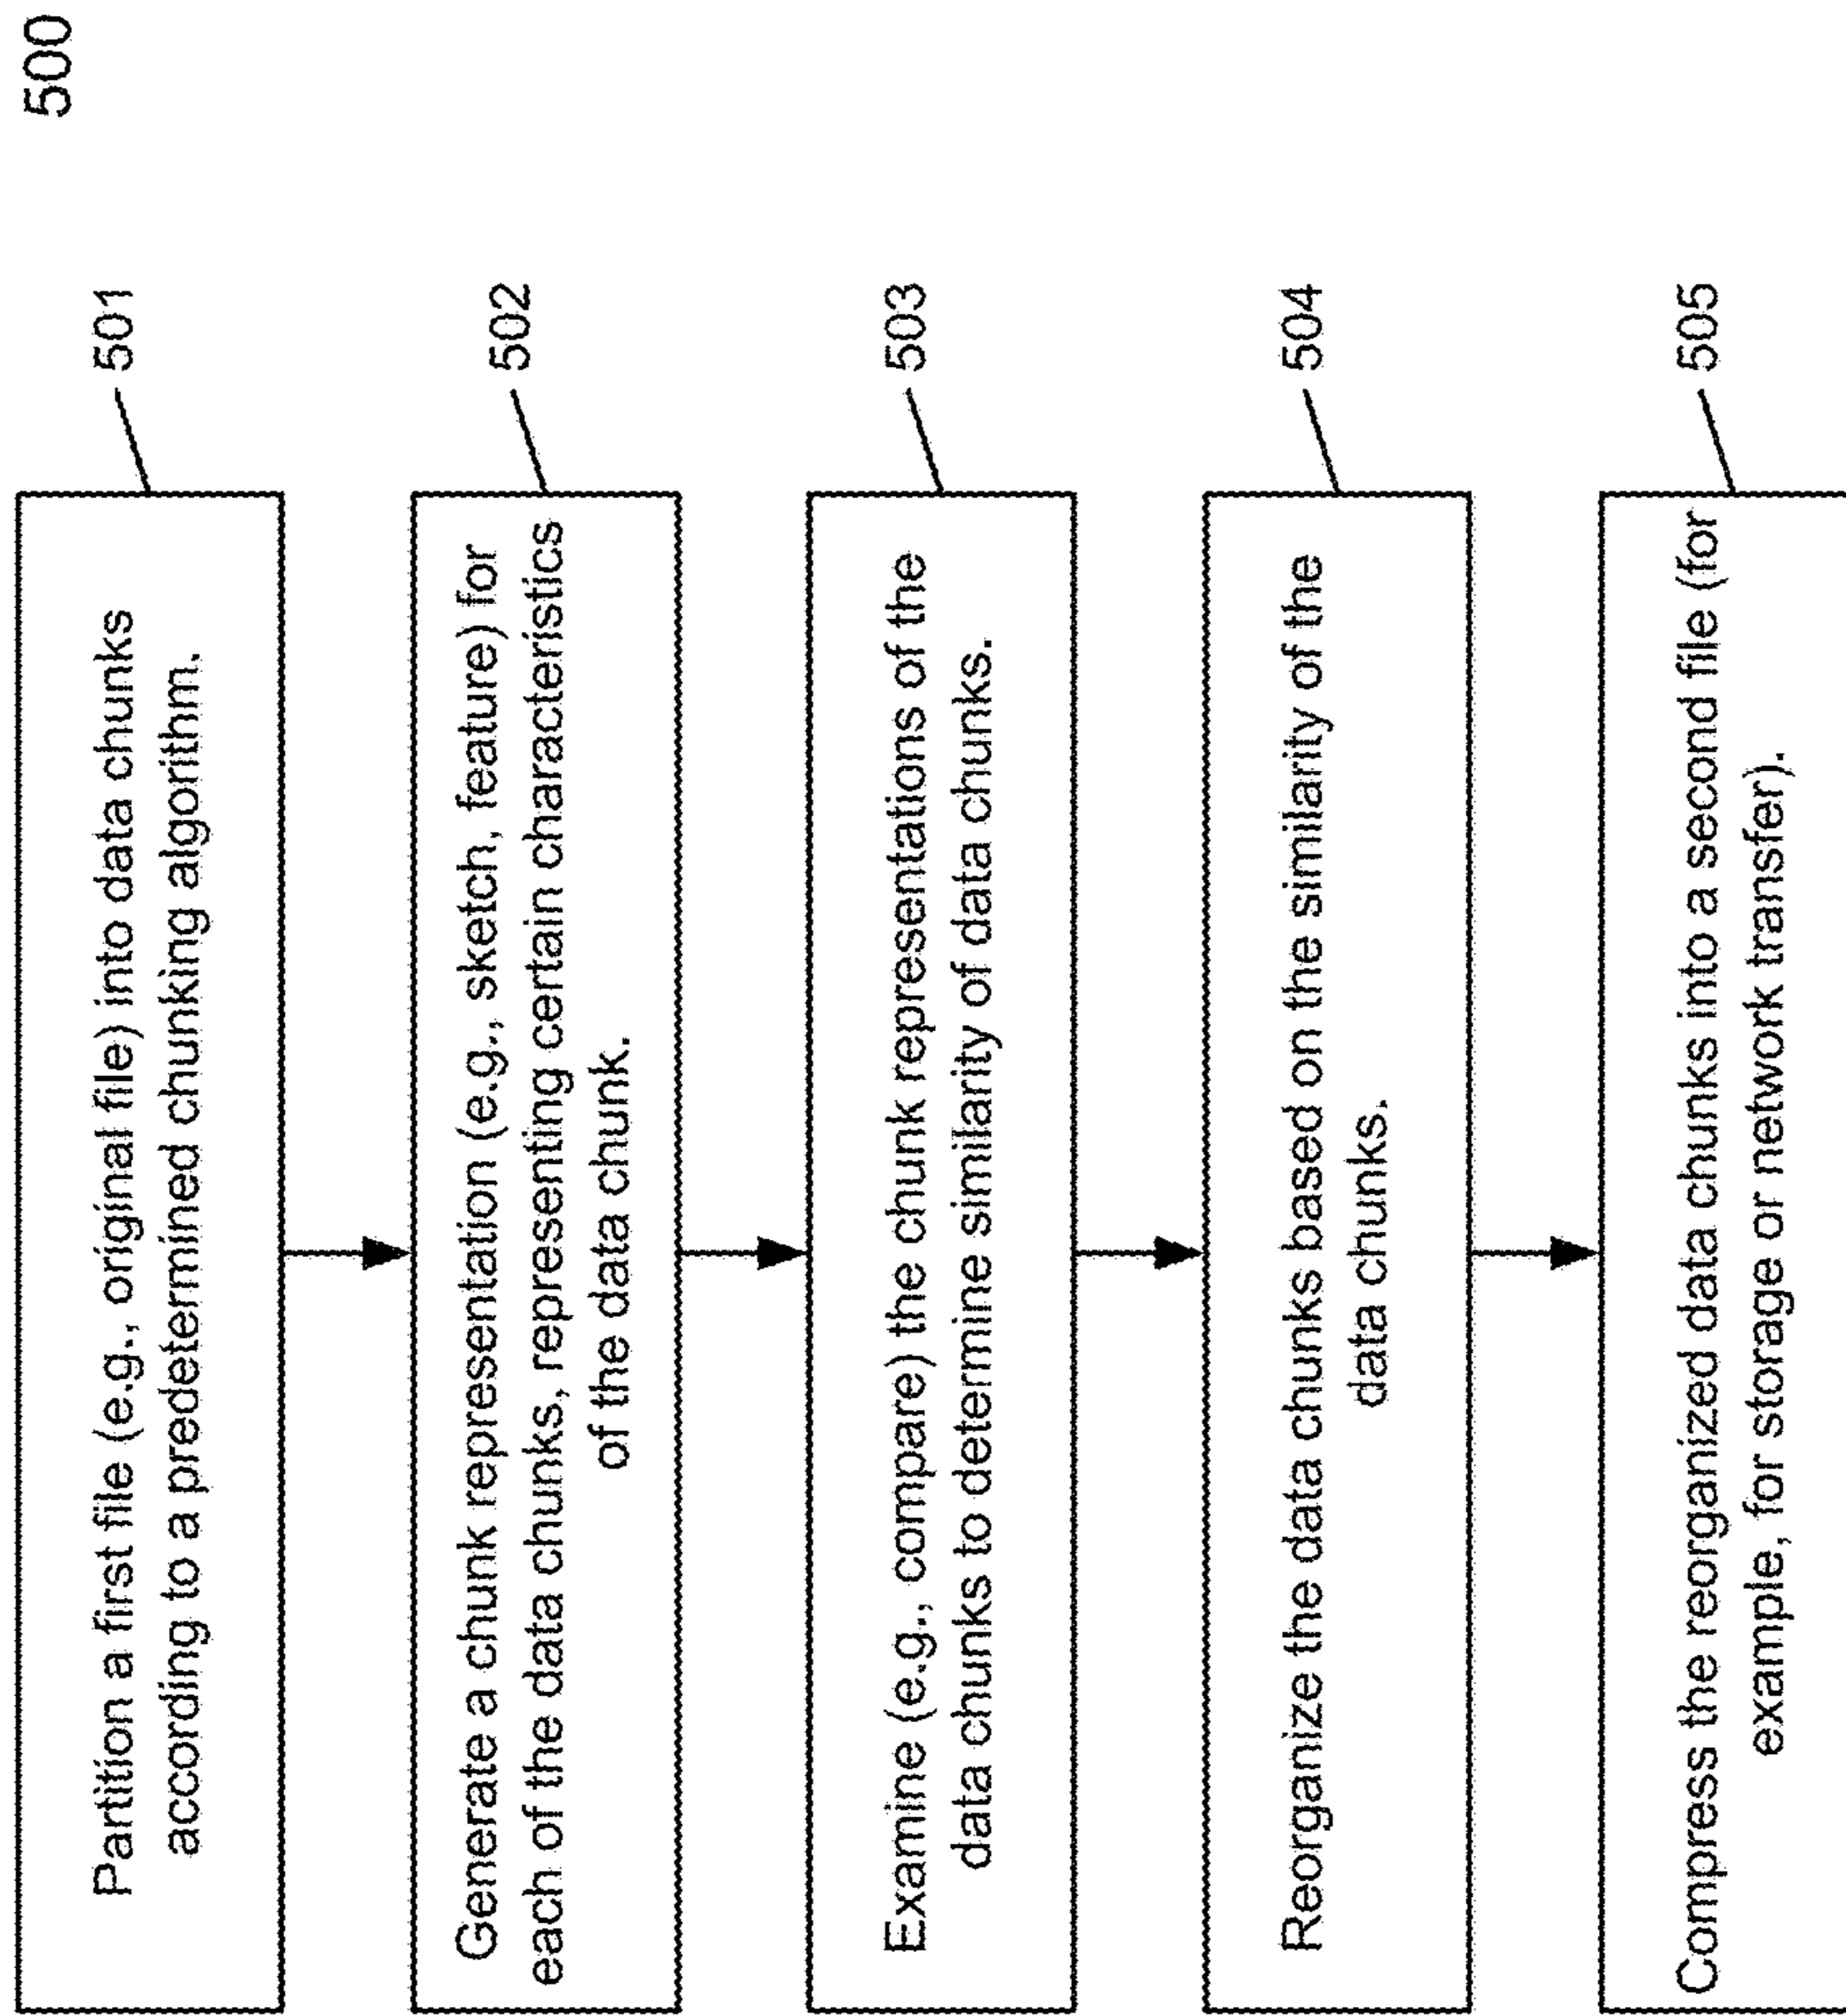 500
Partition a first file (e.g., original file) into data chunks
according to a predetermined chunking algorithm.
501
Generate a chunk representation (e.g., sketch, feature) for
each of the data chunks, representing certain characteristics
of the data chunk.
502
Examine (e.g., compare) the chunk representations of the
data chunks to determine similarity of data chunks.
503
Reorganize the data chunks based on the similarity of the
data chunks.
504
Compress the reorganized data chunks into a second file (for
example, for storage or network transfer).
505